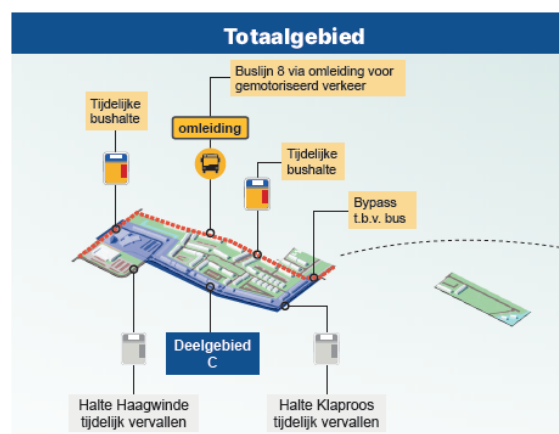 Totaalgebied
Buslijn 8 via omleiding voor
gemotoriseerd verkeer
Tijdelijke
bushalte
omleiding
Tijdelijke
bushalte
Bypass
t.b.v. bus
Deelgebied
C
Halte Haagwinde
tijdelijk vervallen
Halte Klaproos
tijdelijk vervallen